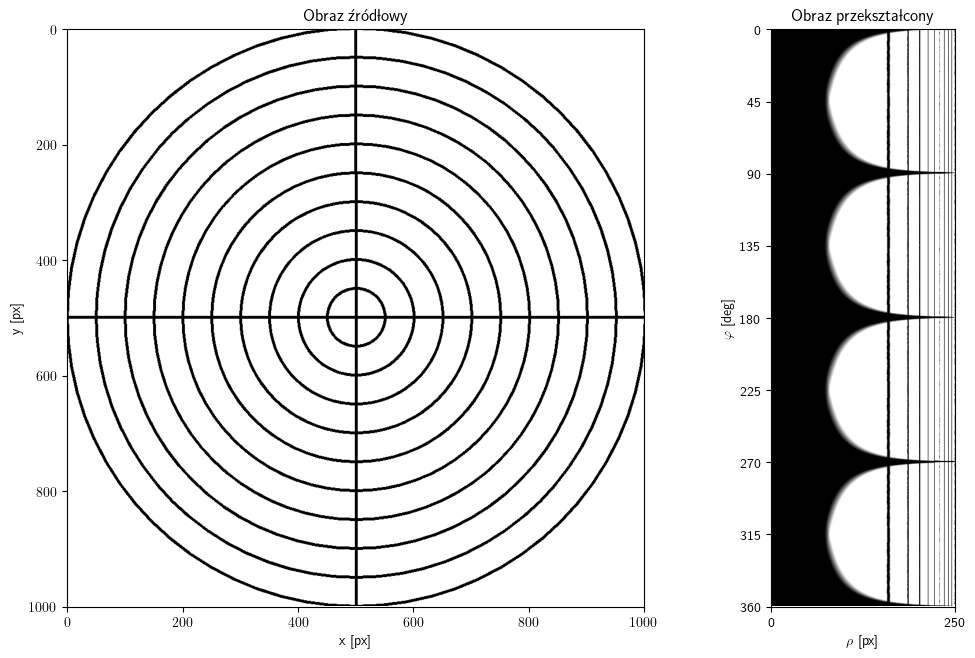 Obraz źródłowy
0
200
400
600
800
1000
y [px]
0 200 400 600 800 1000
x [px]
Obraz przekształcony
0
45
90
135
180
225
270
315
360
φ [deg]
0 250
ρ [px]